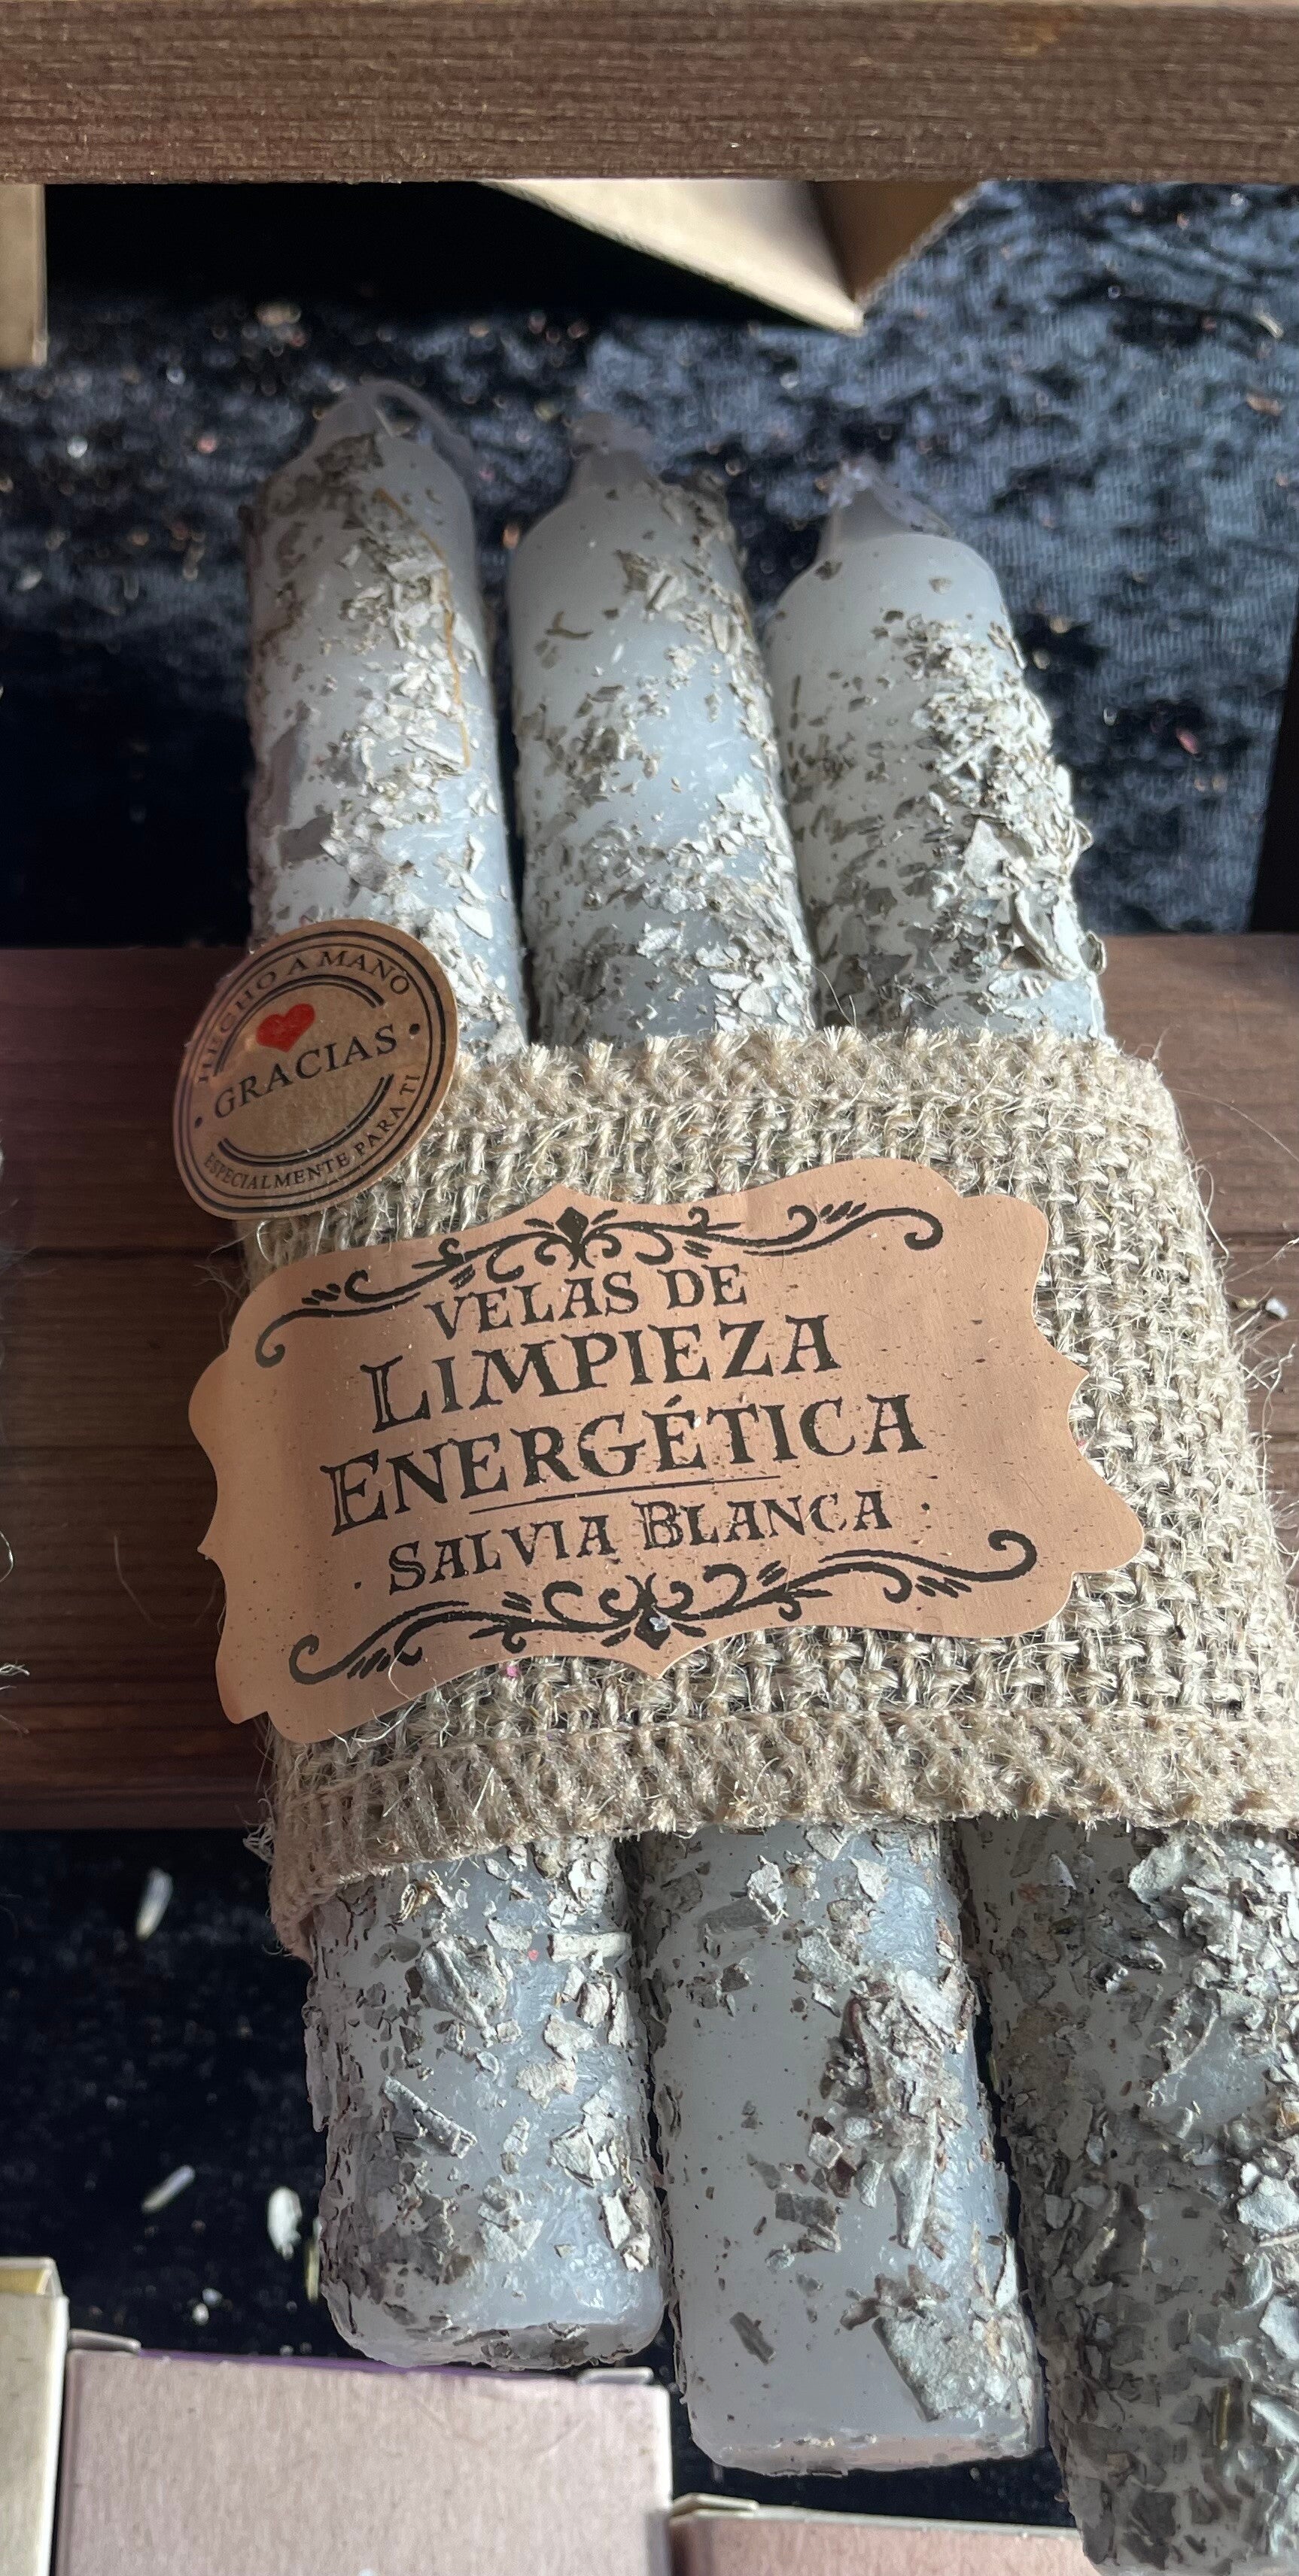 HECHO A MANO
GRACIAS
ESPECIALMENTE PARA TI
VELAS DE
LIMPIEZA
ENERGÉTICA
· SALVIA BLANCA ·